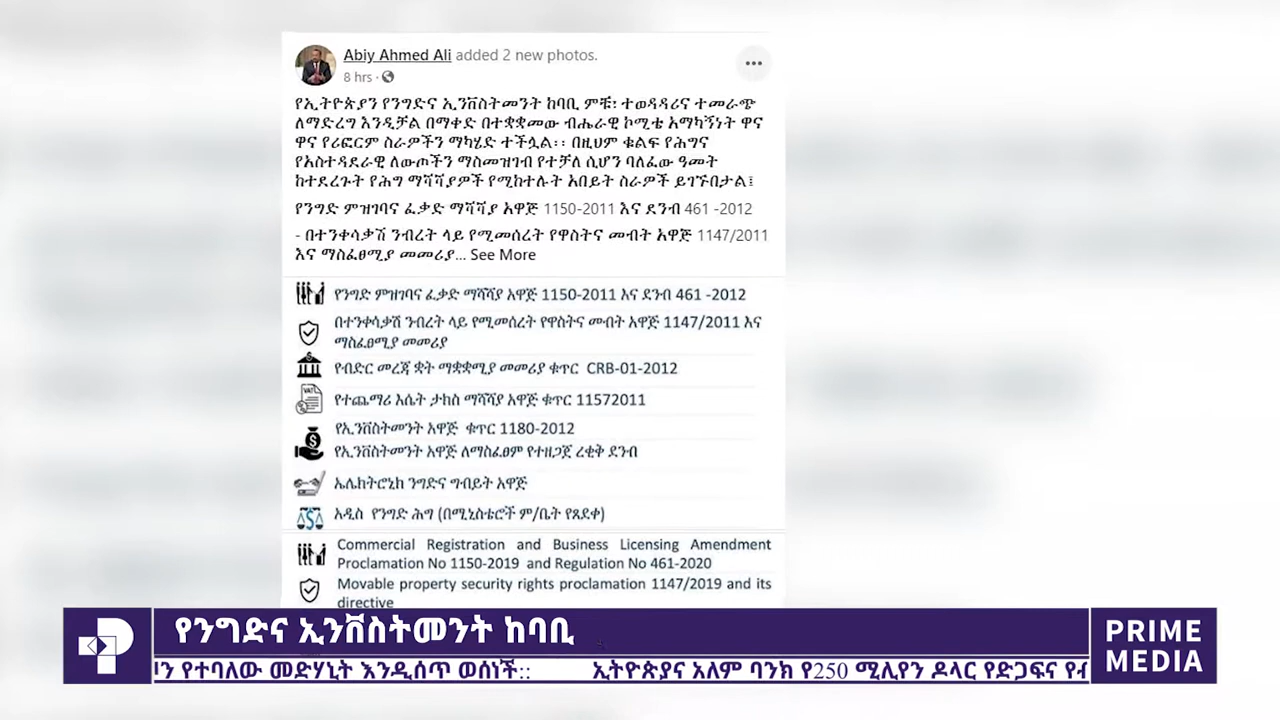 Abiy Ahmed Ali added 2 new photos.
8 hrs ·
የኢትዮጵያን የንግድና ኢንቨስትመንት ከባቢ ምቹ፣ ተወዳዳሪና ተመራጭ
ለማድረግ እንዲቻል በማቀድ በተቋቋመው ብሔራዊ ኮሚቴ አማካኝነት ዋና
ዋና የሪፎርም ስራዎችን ማካሄድ ተችሏል፡፡ በዚህም ቁልፍ የሕግና
የአስተዳደራዊ ለውጦችን ማስመዝገብ የተቻለ ሲሆን ባለፈው ዓመት
ከተደረጉት የሕግ ማሻሻያዎች የሚከተሉት አበይት ስራዎች ይገኙበታል፤
የንግድ ምዝገባና ፈቃድ ማሻሻያ አዋጅ 1150-2011 እና ደንብ 461 -2012
- በተንቀሳቃሽ ንብረት ላይ የሚመሰረት የዋስትና መብት አዋጅ 1147/2011
እና ማስፈፀሚያ መመሪያ... See More
የንግድ ምዝገባና ፈቃድ ማሻሻያ አዋጅ 1150-2011 እና ደንብ 461 -2012
በተንቀሳቃሽ ንብረት ላይ የሚመሰረት የዋስትና መብት አዋጅ 1147/2011 እና
ማስፈፀሚያ መመሪያ
የብድር መረጃ ቋት ማቋቋሚያ መመሪያ ቁጥር CRB-01-2012
VAT
የተጨማሪ እሴት ታክስ ማሻሻያ አዋጅ ቁጥር 11572011
የኢንቨስትመንት አዋጅ ቁጥር 1180-2012
የኢንቨስትመንት አዋጅ ለማስፈፀም የተዘጋጀ ረቂቅ ደንብ
ኤሌክትሮኒክ ንግድና ግብይት አዋጅ
አዲስ የንግድ ሕግ (በሚኒስቴሮች ም/ቤት የጸደቀ)
Commercial Registration and Business Licensing Amendment
Proclamation No 1150-2019 and Regulation No 461-2020
Movable property security rights proclamation 1147/2019 and its
directive
የንግድና ኢንቨስትመንት ከባቢ
የተባለው መድሃኒት እንዲሰጥ ወሰነች:: ኢትዮጵያና አለም ባንክ የ250 ሚሊየን ዶላር የድጋፍና
PRIME
MEDIA